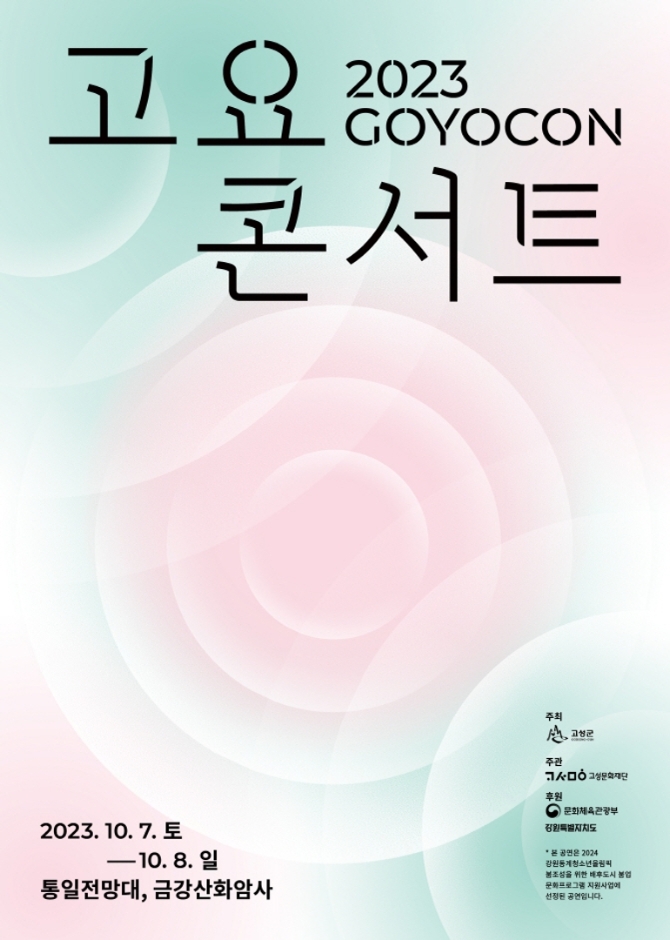 고요
2023
GOYOCON
콘서트
주최
고성군
주관
고성문화재단
후원
문화체육관광부
강원특별자치도
* 본 공연은 2024
강원동계청소년올림픽
붐조성을 위한 배후도시 붐업
문화프로그램 지원사업에
선정된 공연입니다.
2023. 10. 7. 토
—10. 8. 일
통일전망대, 금강산화암사